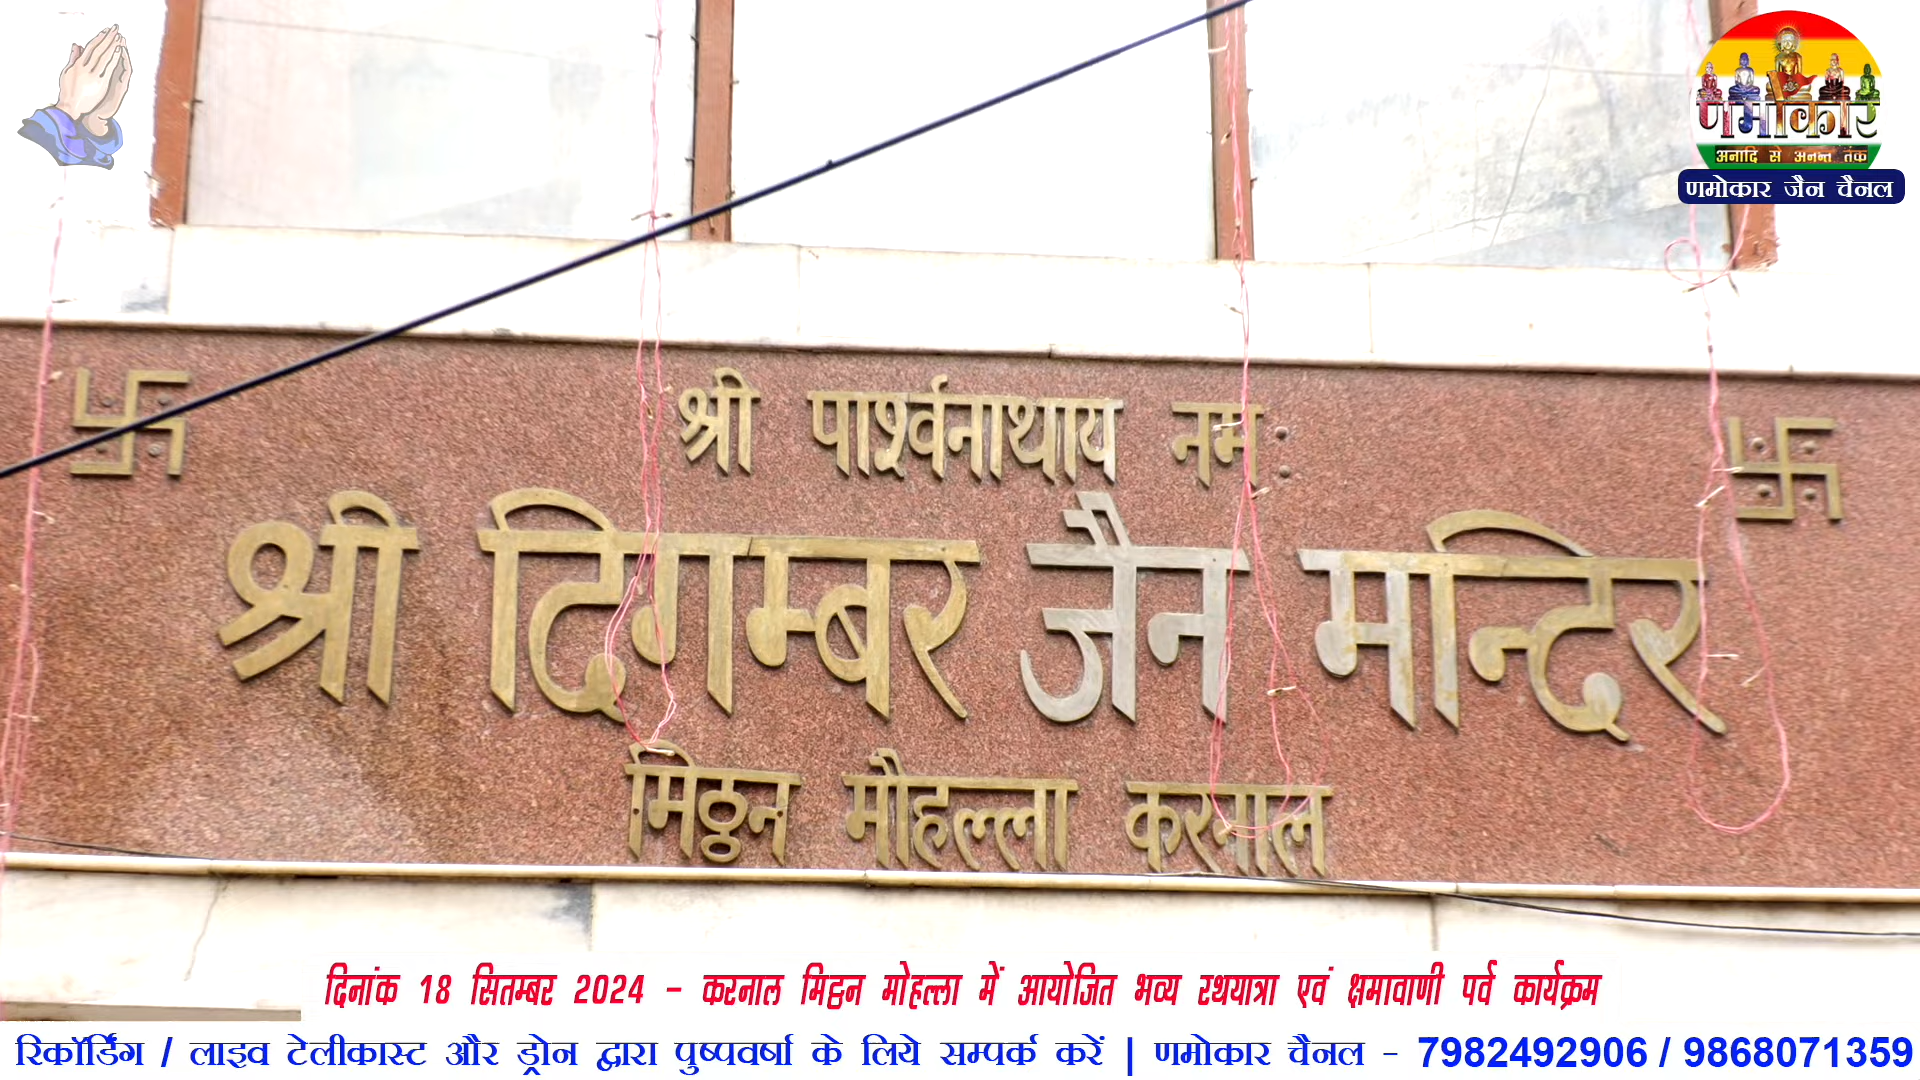 णमोकार
अनादि से अनन्त तक
णमोकार जैन चैनल
श्री पार्श्वनाथाय नमः
श्री दिगम्बर जैन मन्दिर
मिठ्ठन मौहल्ला करनाल
दिनांक 18 सितम्बर 2024 - करनाल मिट्ठन मोहल्ला में आयोजित भव्य रथयात्रा एवं क्षमावाणी पर्व कार्यक्रम
रिकॉर्डिंग / लाइव टेलीकास्ट और ड्रोन द्वारा पुष्पवर्षा के लिये सम्पर्क करें | णमोकार चैनल - 7982492906 / 9868071359